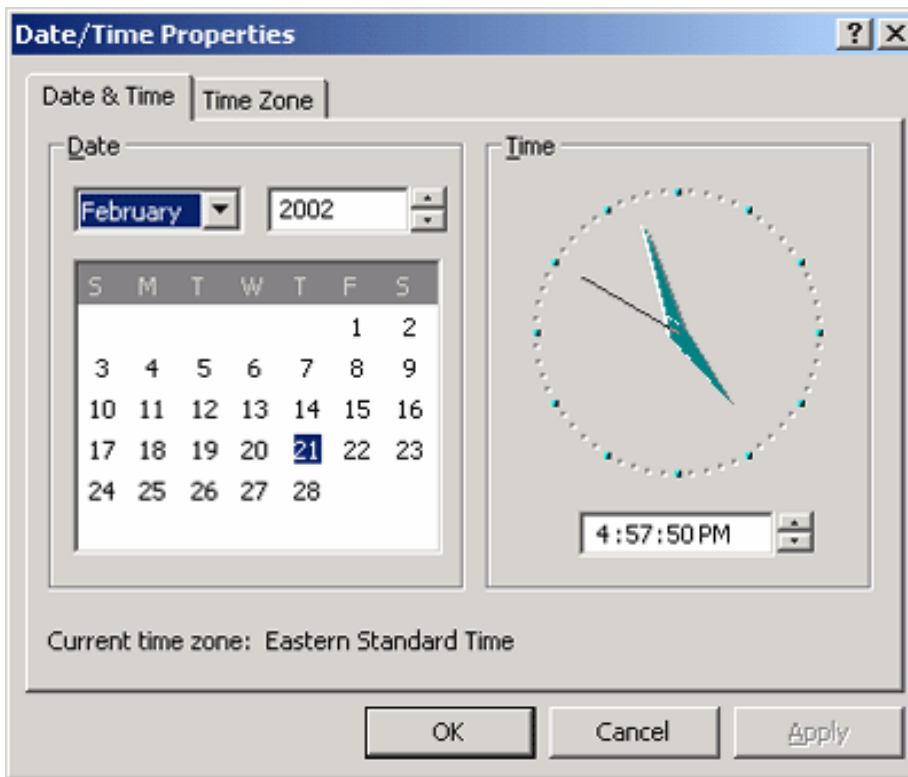 Date/Time Properties
Date & Time Time Zone
Date
February 2002
S M T W T F S
1 2
3 4 5 6 7 8 9
10 11 12 13 14 15 16
17 18 19 20 21 22 23
24 25 26 27 28
Time
4:57:50 PM
Current time zone: Eastern Standard Time
OK Cancel Apply